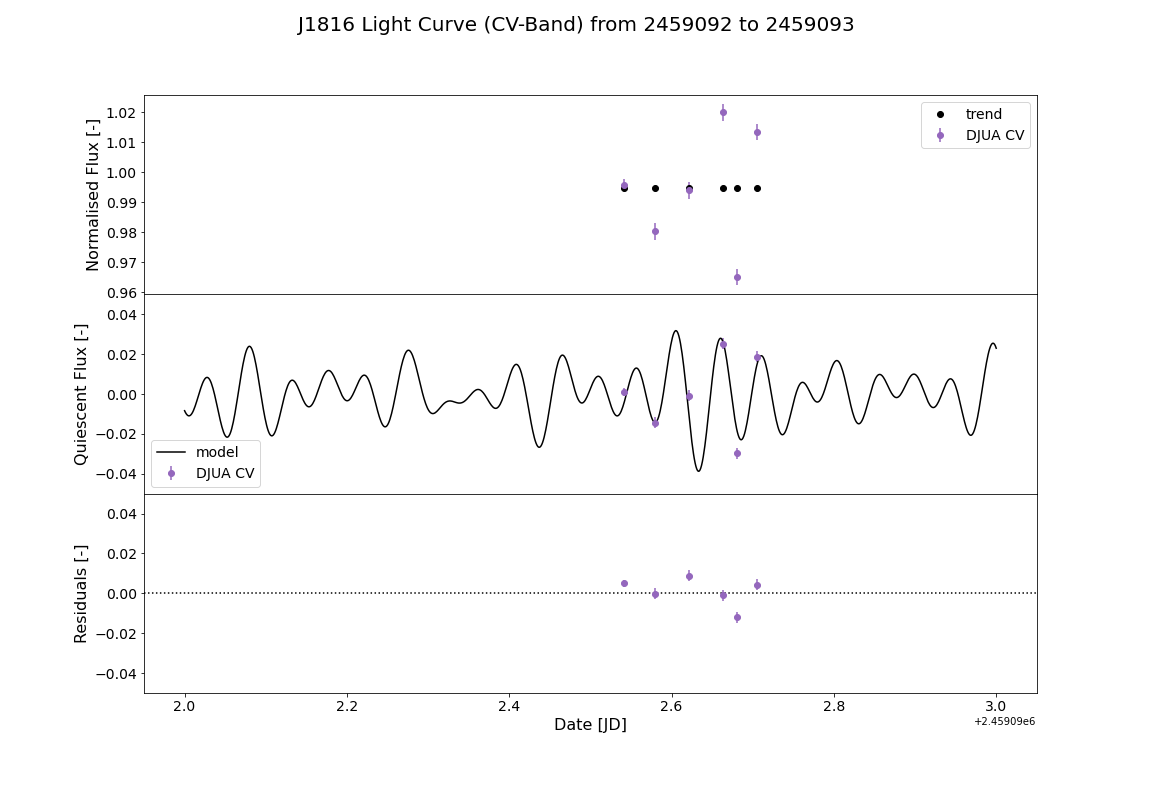 J1816 Light Curve (CV-Band) from 2459092 to 2459093
Normalised Flux [-]
1.02
1.01
1.00
0.99
0.98
0.97
0.96
trend
DJUA CV
Quiescent Flux [-]
0.04
0.02
0.00
−0.02
−0.04
model
DJUA CV
Residuals [-]
0.04
0.02
0.00
−0.02
−0.04
2.0 2.2 2.4 2.6 2.8 3.0
Date [JD]
+2.45909e6